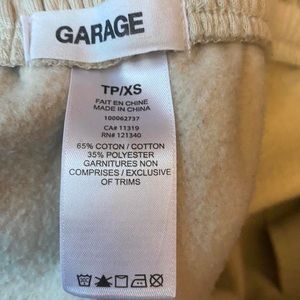 GARAGE
TP/XS
FAIT EN CHINE
MADE IN CHINA
100062737
CA# 11319
RN# 121340
65% COTON / COTTON
35% POLYESTER
GARNITURES NON
COMPRISES / EXCLUSIVE
OF TRIMS